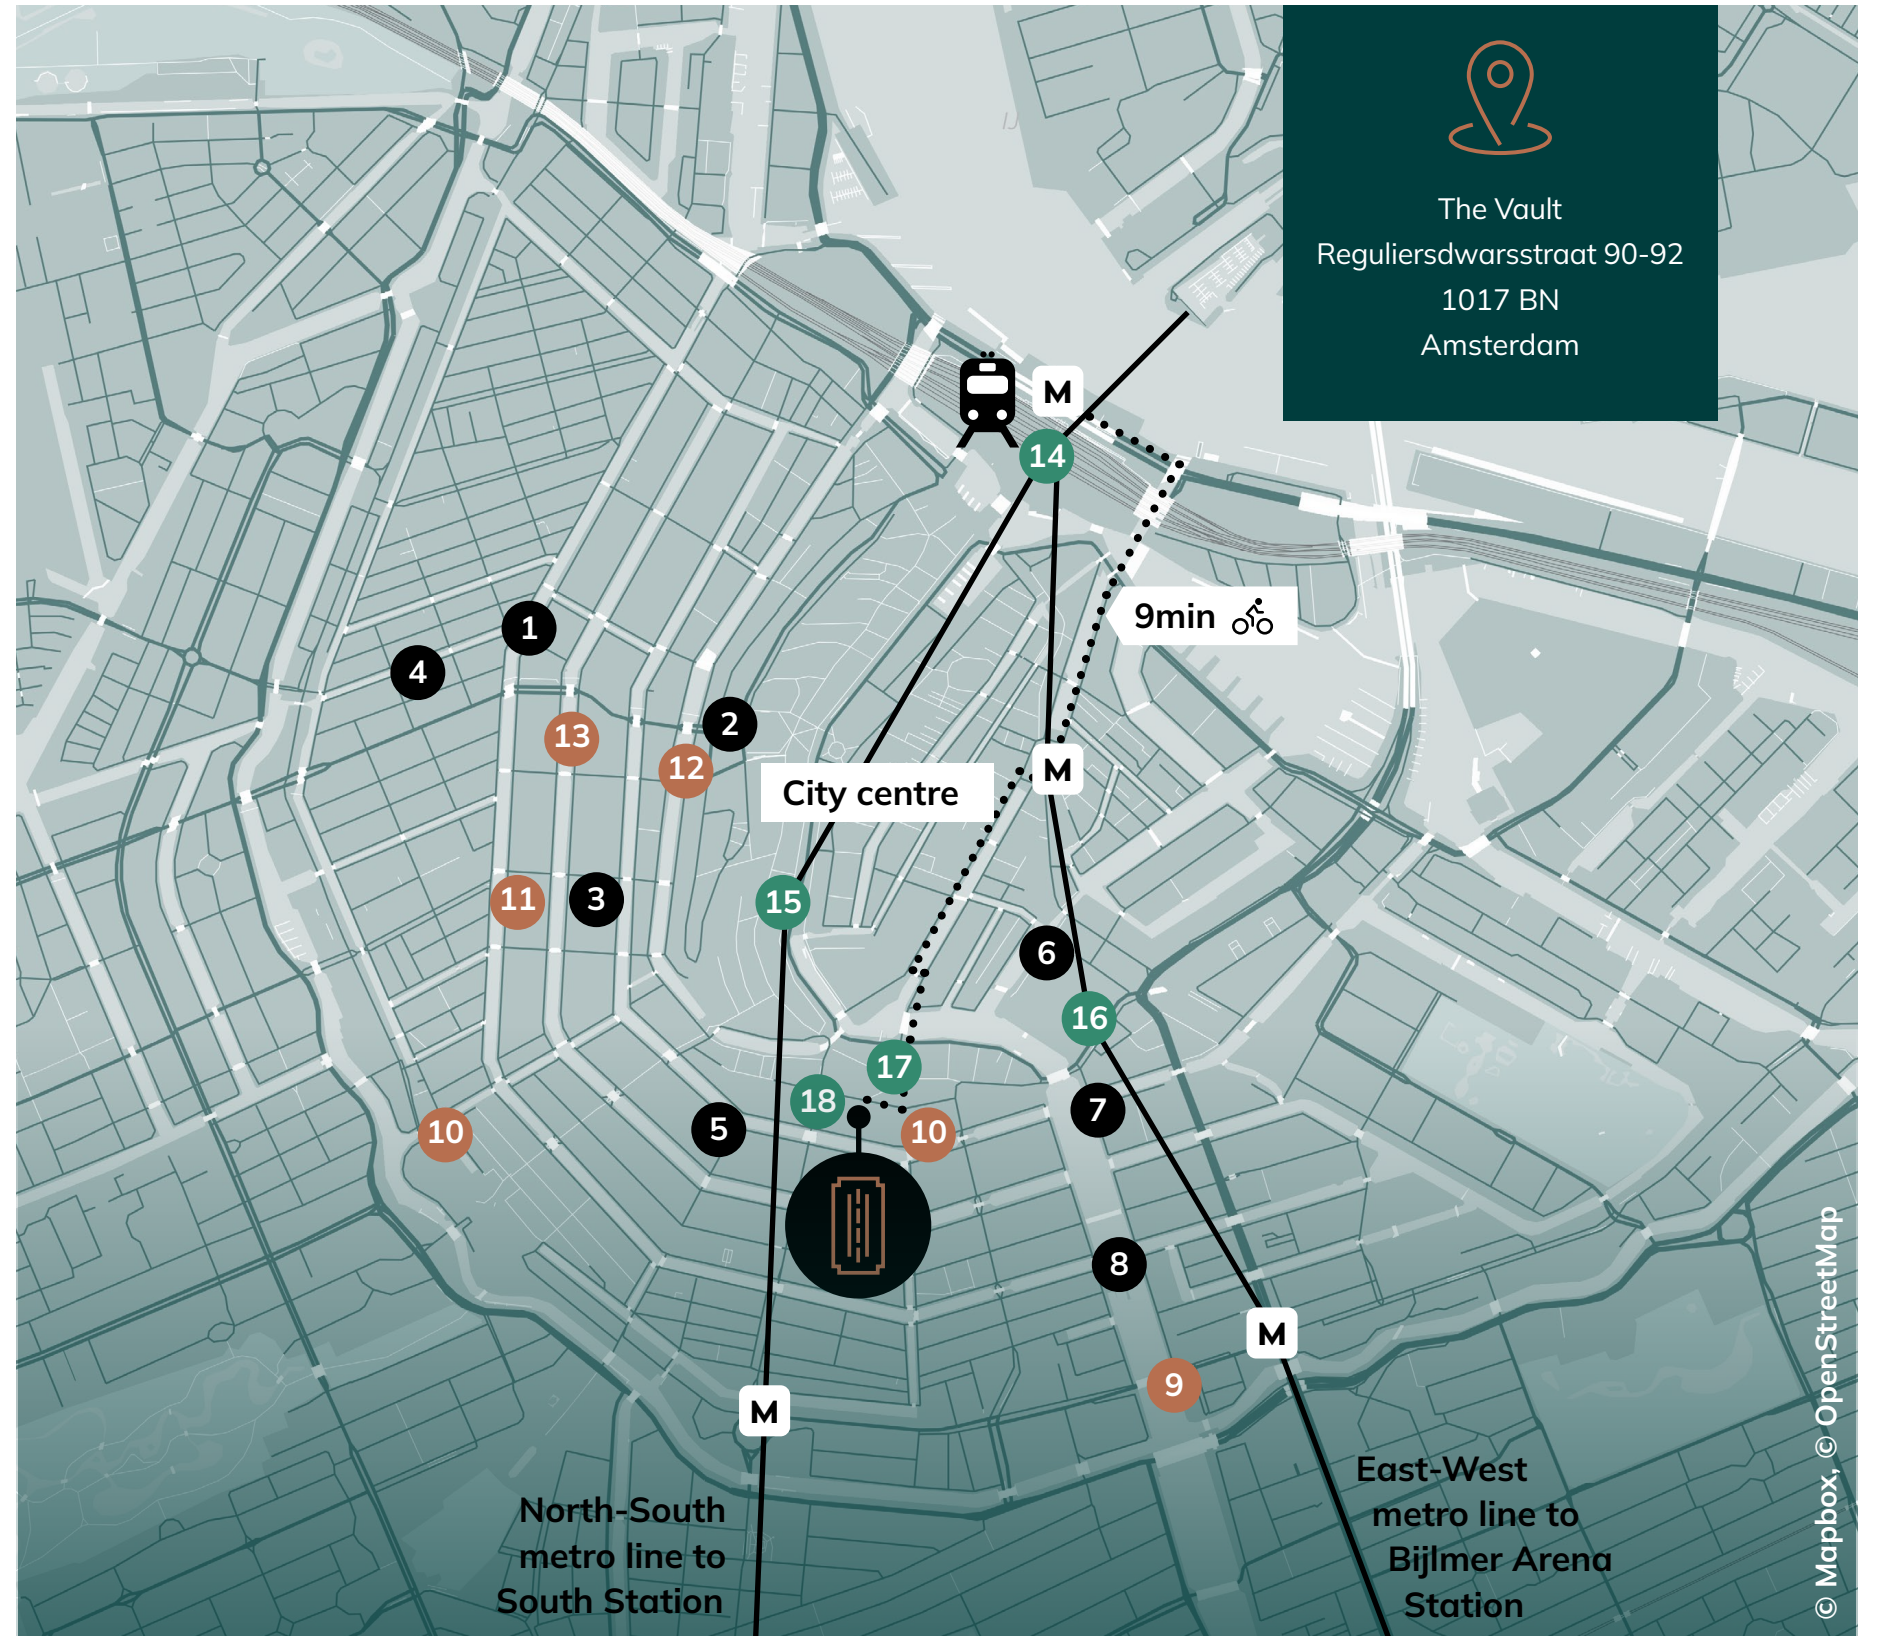 IJ
The Vault
Reguliersdwarsstraat 90-92
1017 BN
Amsterdam
M
14
9min
1
4
2
13
12
M
City centre
11
3
15
6
16
17
18
7
5
10
10
8
M
9
M
North-South
metro line to
South Station
East-West
metro line to
Bijlmer Arena
Station
© Mapbox, © OpenStreetMap